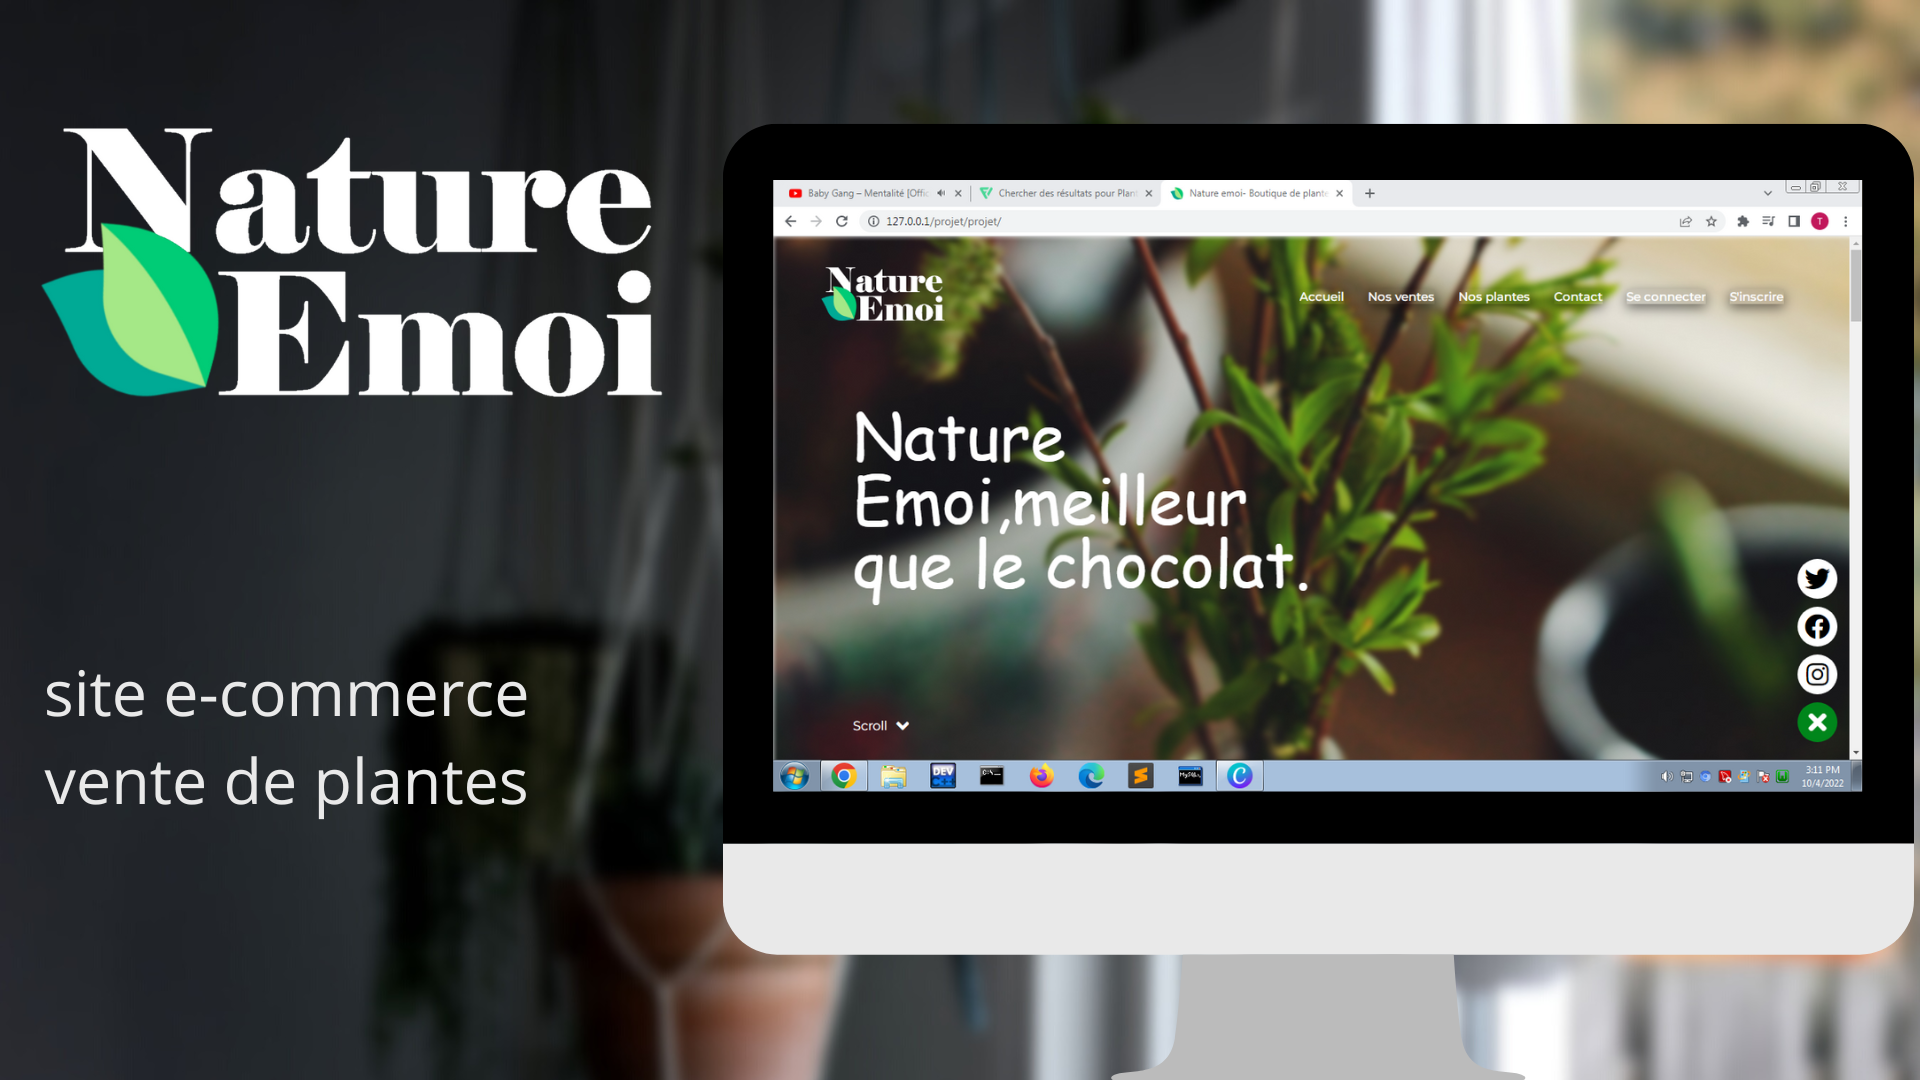 Nature
Emoi
site e-commerce
vente de plantes
Baby Gang – Mentalité [Offic
Chercher des résultats pour Plant
Nature emoi- Boutique de plante
127.0.0.1/projet/projet/
T
Nature
Emoi
Accueil
Nos ventes
Nos plantes
Contact
Se connecter
S'inscrire
Nature
Emoi,meilleur
que le chocolat.
Scroll
DEV
3:11 PM
10/4/2022